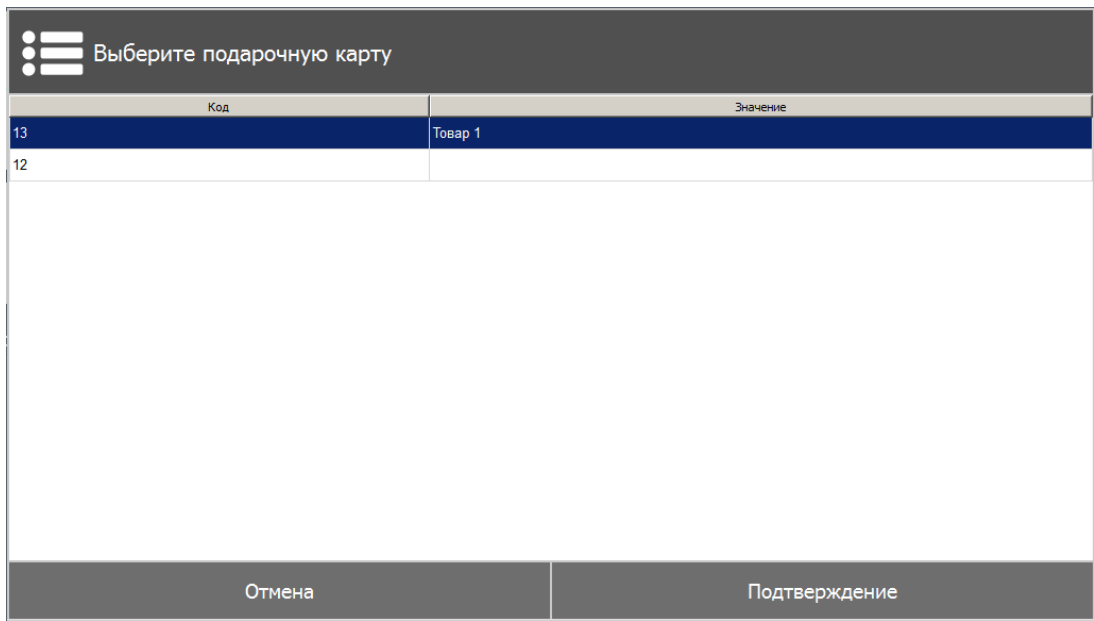 Выберите подарочную карту
Код Значение
13 Товар 1
12
Отмена Подтверждение